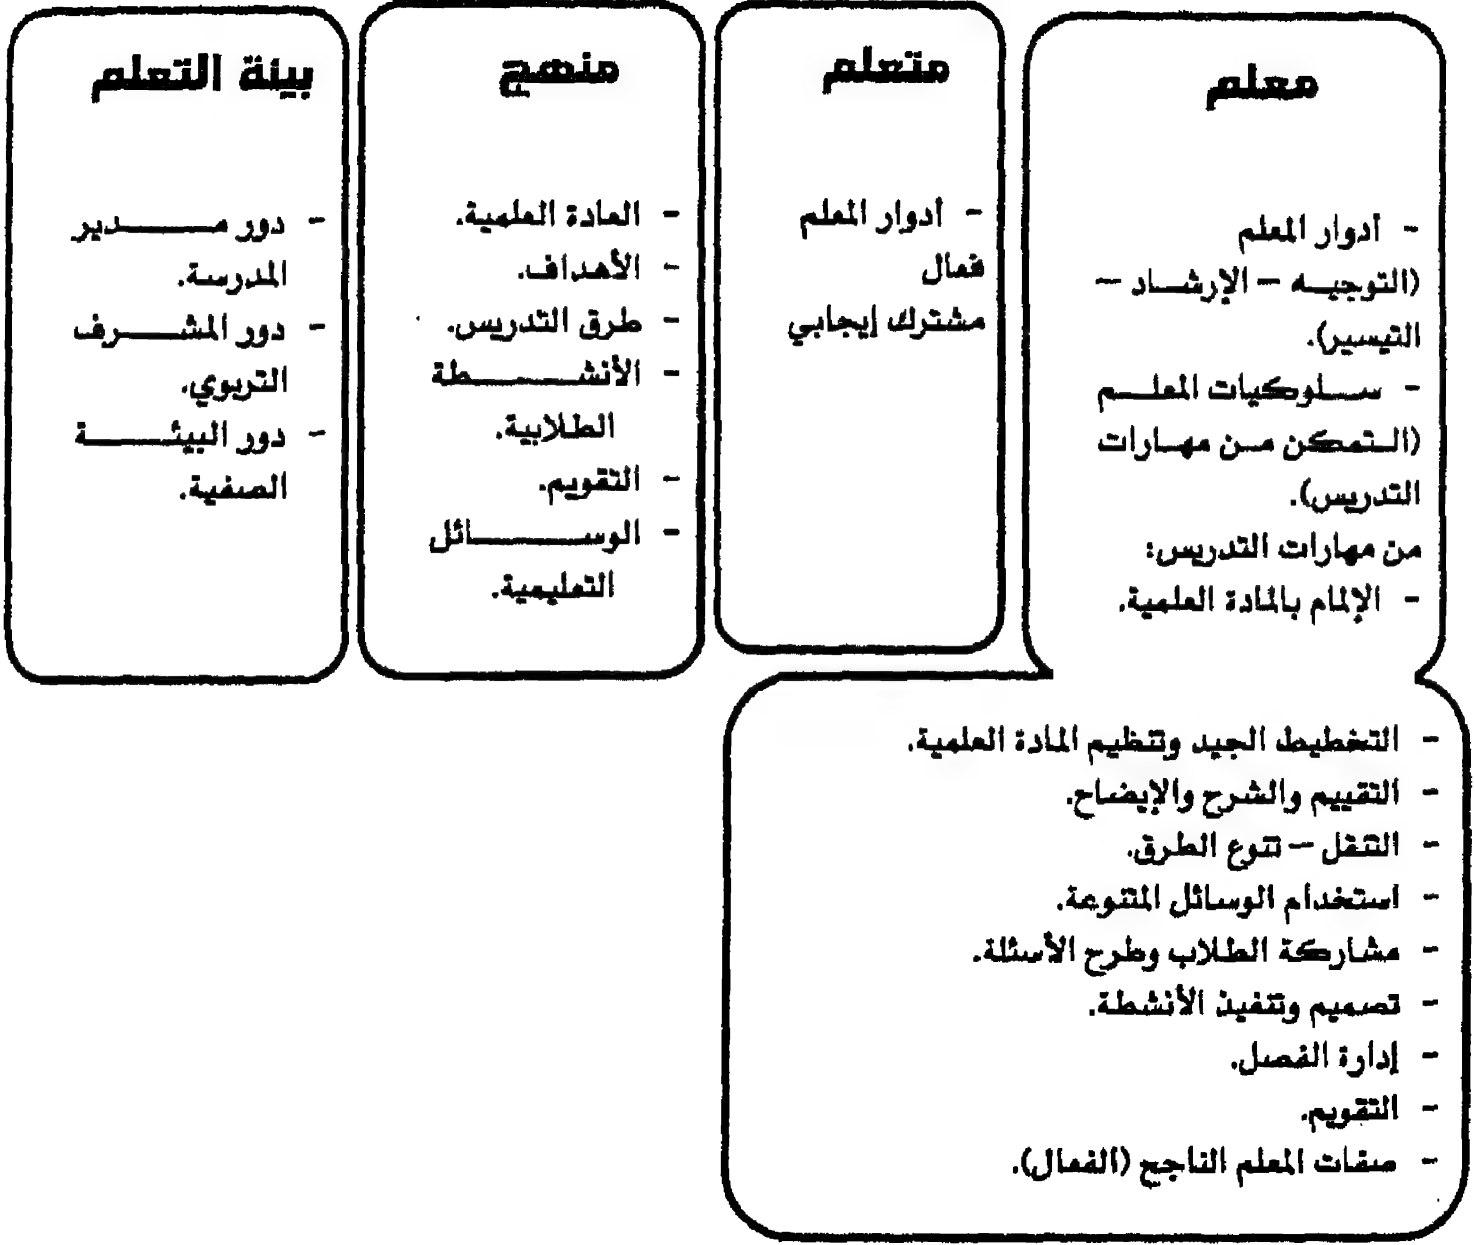 معلم
- أدوار المعلم
(التوجيه – الإرشاد –
التيسير).
- سلوكيات المعلم
(التمكن من مهارات
التدريس).
من مهارات التدريس:
- الإلمام بالمادة العلمية.
- التخطيط الجيد وتنظيم المادة العلمية.
- التقييم والشرح والإيضاح.
- التنقل – تنوع الطرق.
- استخدام الوسائل المتنوعة.
- مشاركة الطلاب وطرح الأسئلة.
- تصميم وتنفيذ الأنشطة.
- إدارة الفصل.
- التقويم.
- صفات المعلم الناجح (الفعال).
متعلم
- أدوار المعلم
فعال
مشترك إيجابي
منهج
- المادة العلمية.
- الأهداف.
- طرق التدريس.
- الأنشطة
الطلابية.
- التقويم.
- الوسائل
التعليمية.
بيئة التعلم
- دور مدير
المدرسة.
- دور المشرف
التربوي.
- دور البيئة
الصفية.